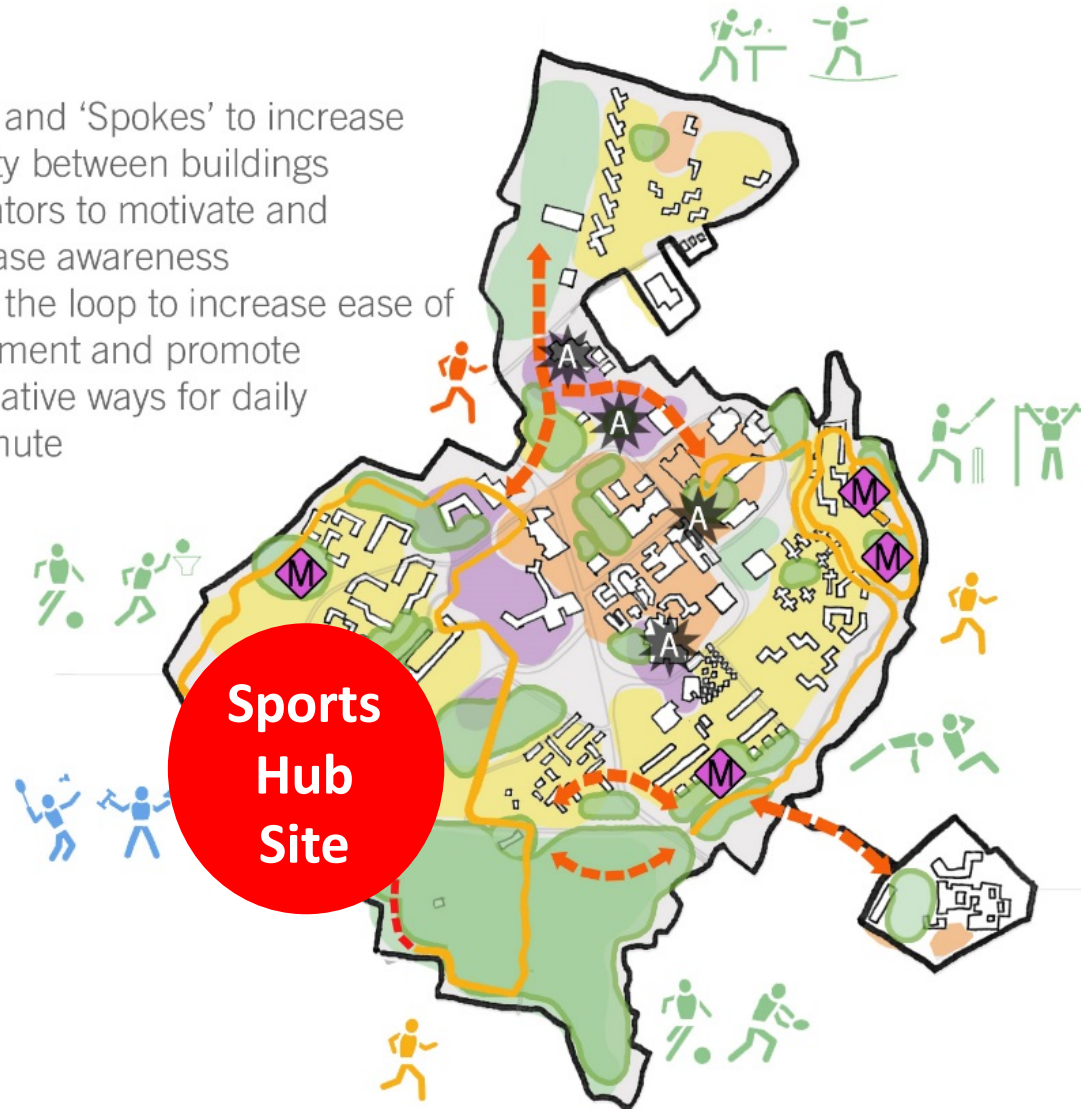 and ‘Spokes’ to increase
ty between buildings
ators to motivate and
ase awareness
the loop to increase ease of
ment and promote
ative ways for daily
nute
A
A
A
M
M
M
A
Sports
Hub
Site
M